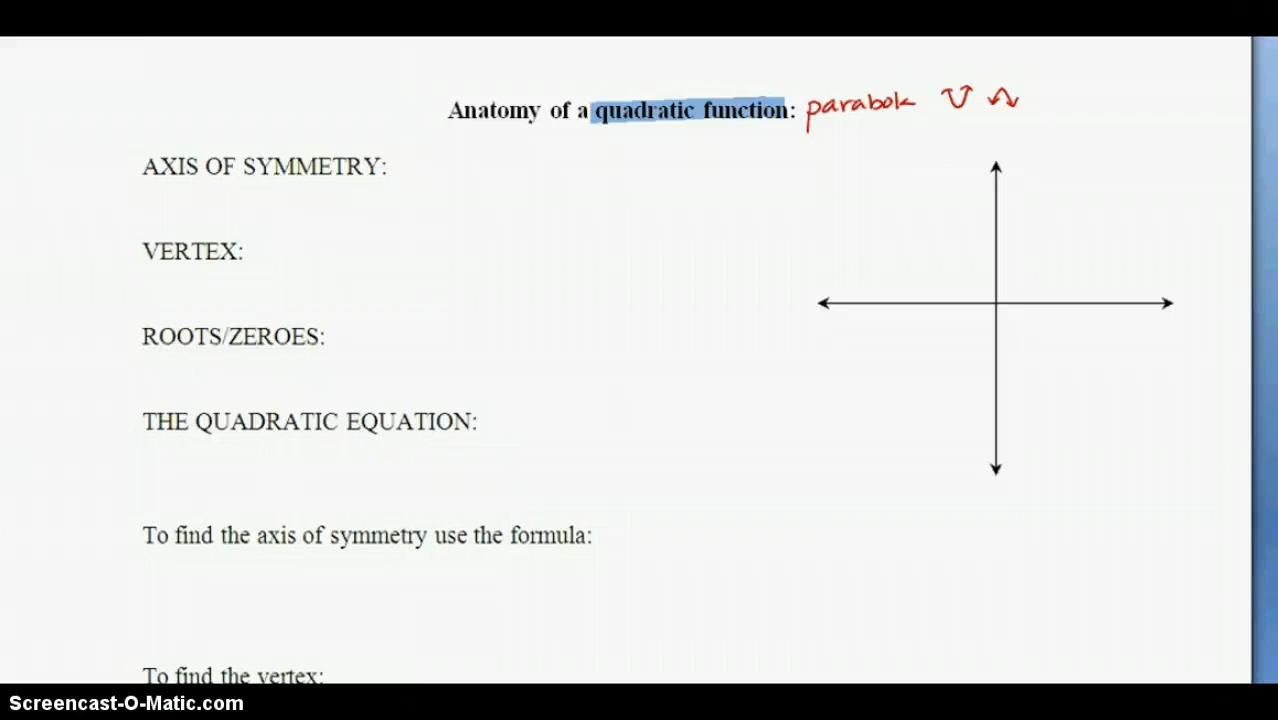 Anatomy of a quadratic function: parabola
AXIS OF SYMMETRY:
VERTEX:
ROOTS/ZEROES:
THE QUADRATIC EQUATION:
To find the axis of symmetry use the formula:
To find the vertex:
Screencast-O-Matic.com